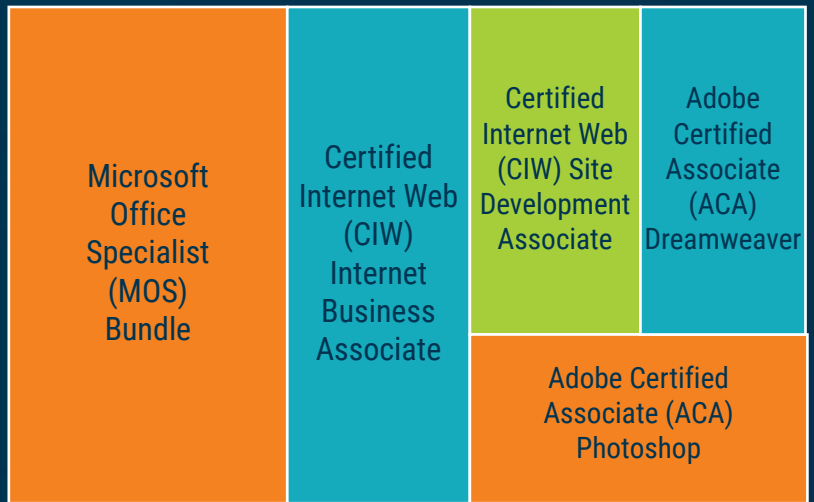 Microsoft
Office
Specialist
(MOS)
Bundle
Certified
Internet Web
(CIW)
Internet
Business
Associate
Certified
Internet Web
(CIW) Site
Development
Associate
Adobe
Certified
Associate
(ACA)
Dreamweaver
Adobe Certified
Associate (ACA)
Photoshop